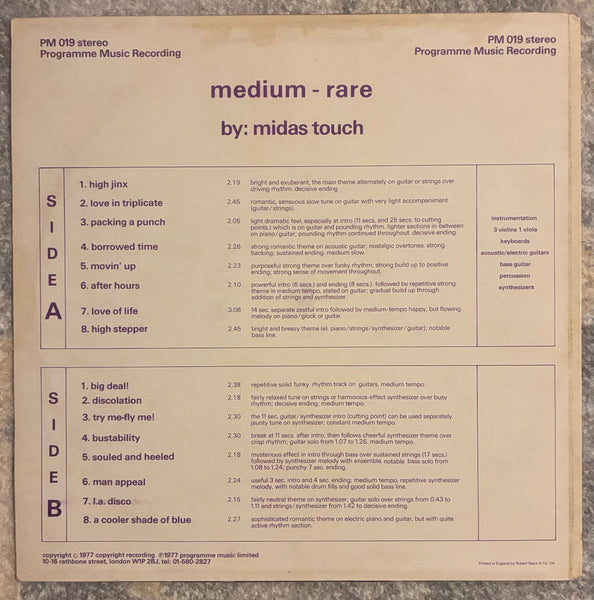 PM 019 stereo
Programme Music Recording
PM 019 stereo
Programme Music Recording
medium - rare
by: midas touch
SIDE A
1. high jinx 2.19 bright and exuberant, the main theme alternately on guitar or strings over
driving rhythm. decisive ending
2. love in triplicate 2.45 romantic, sensuous slow tune on guitar with very light accompaniment
(guitar/strings).
3. packing a punch 2.05 light dramatic feel, especially at intro (11 secs. and 25 secs. to cutting
points) which is on guitar and pounding rhythm. lighter sections in-between
on piano/guitar; pounding rhythm continued throughout. decisive ending.
4. borrowed time 2.26 strong romantic theme on acoustic guitar; nostalgic overtones. strong
backing; sustained ending. medium slow.
5. movin' up 2.23 purposeful strong theme over funky rhythm; strong build up to positive
ending; strong sense of movement throughout.
6. after hours 2.10 powerful intro (6 secs.) and ending (8 secs.). followed by repetitive strong
theme in medium tempo, stated on guitar; gradual build up through
addition of strings and synthesizer.
7. love of life 3.08 14 sec. separate zestful intro followed by medium-tempo happy, but flowing
melody on piano/glock or guitar.
8. high stepper 2.45 bright and breezy theme (el. piano/strings/synthesizer/guitar); notable
bass line.
instrumentation
3 violins 1 viola
keyboards
acoustic/electric guitars
bass guitar
percussion
synthesizers
SIDE B
1. big deal! 2.38 repetitive solid funky rhythm track on guitars. medium tempo.
2. discolation 2.18 fairly relaxed tune on strings or harmonica-effect synthesizer over busy
rhythm; decisive ending; medium tempo.
3. try me-fly me! 2.30 the 11 sec. guitar/synthesizer intro (cutting point) can be used separately.
jaunty tune on synthesizer; constant medium tempo.
4. bustability 2.30 break at 11 secs. after intro; then follows cheerful synthesizer theme over
crisp rhythm; guitar solo from 1.07 to 1.26. medium tempo.
5. souled and heeled 2.18 mysterious effect in intro through bass over sustained strings (17 secs.)
followed by synthesizer melody with ensemble. notable bass solo from
1.08 to 1.24; punchy 7 sec. ending.
6. man appeal 2.24 useful 3 sec. intro and 4 sec. ending; medium tempo, repetitive synthesizer
melody, with notable drum fills and good solid bass line.
7. l.a. disco 2.15 fairly neutral theme on synthesizer; guitar solo over strings from 0.43 to
1.11 and strings/synthesizer from 1.42 to decisive ending.
8. a cooler shade of blue 2.27 sophisticated romantic theme on electric piano and guitar, but with quite
active rhythm section.
copyright © 1977 copyright recording ℗ 1977 programme music limited
10-16 rathbone street, london W1P 2BJ, tel: 01-580-2827
Printed in England by Robert Stace & Co Ltd.